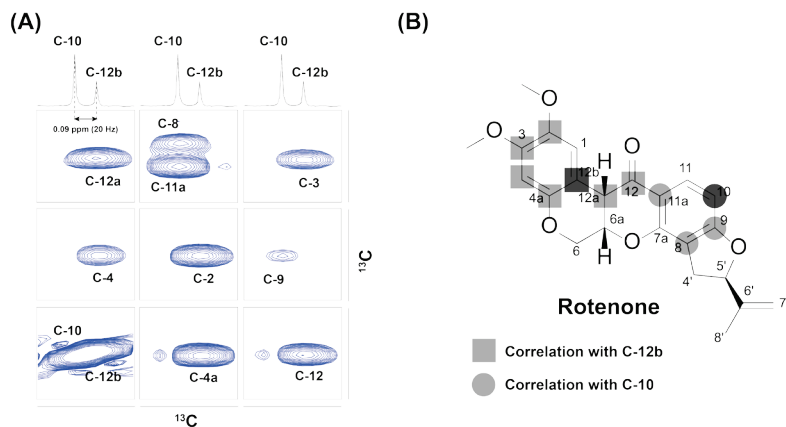 (A)
C-10
C-12b
C-10
C-12b
C-10
C-12b
0.09 ppm (20 Hz)
C-12a
C-8
C-11a
C-3
C-4
C-2
C-9
C-10
C-12b
C-4a
C-12
13C
13C
(B)
O
O
3
1
H
O
11
12b
12a
12
11a
10
4a
6a
9
O
H
O
7a
8
O
6
4'
5'
6'
7'
8'
Rotenone
Correlation with C-12b
Correlation with C-10